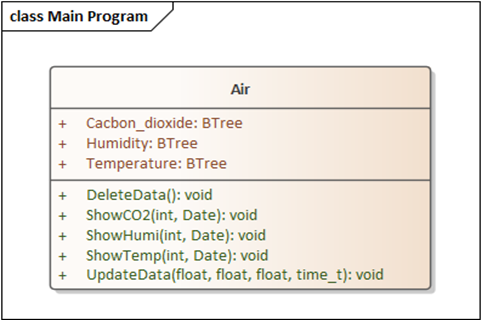 class Main Program
Air
+ Cacbon_dioxide: BTree
+ Humidity: BTree
+ Temperature: BTree
+ DeleteData(): void
+ ShowCO2(int, Date): void
+ ShowHumi(int, Date): void
+ ShowTemp(int, Date): void
+ UpdateData(float, float, float, time_t): void